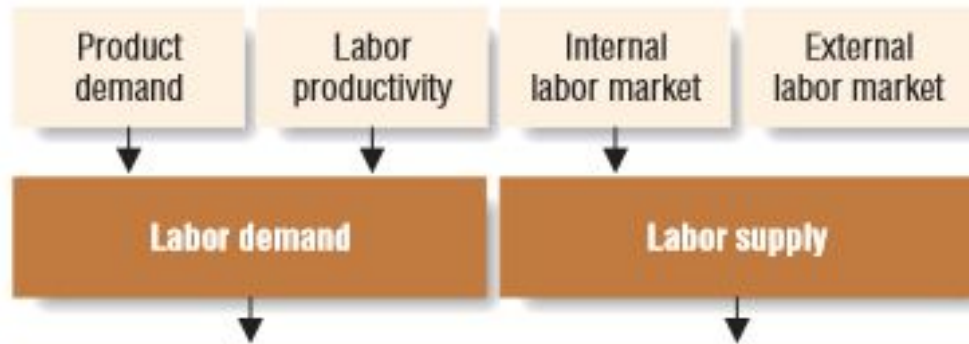 Product
demand
Labor
productivity
Internal
labor market
External
labor market
Labor demand
Labor supply